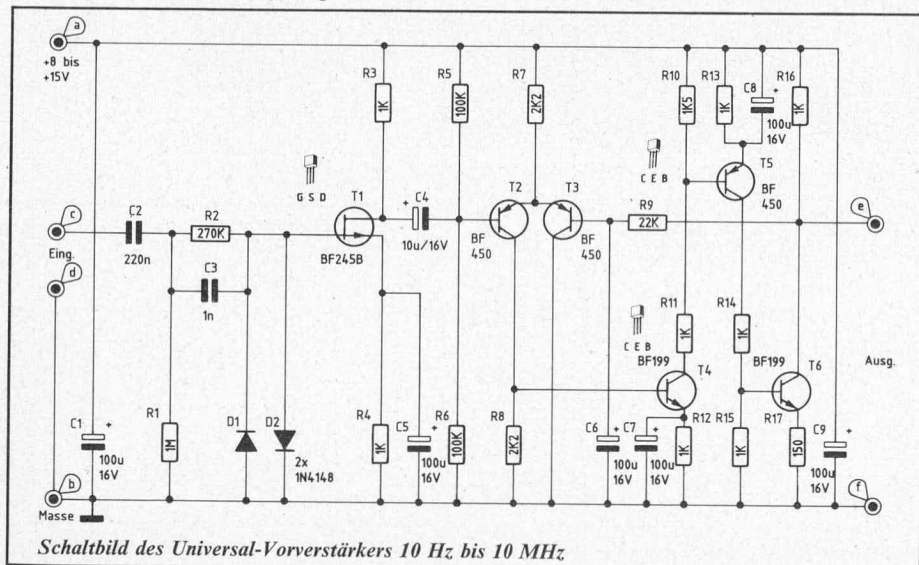 a
+8 bis
+15V
c
Eing.
d
b
Masse
C1
+
100u
16V
C2
220n
R2
270K
C3
1n
R1
1M
D1
D2
2x
1N4148
G S D
T1
BF245B
R3
1K
R4
1K
C4
+
10u/16V
C5
+
100u
16V
R5
100K
R6
100K
R7
2K2
T2
BF
450
T3
BF
450
R8
2K2
R9
22K
C6
+
100u
16V
C7
+
100u
16V
C E B
R10
1K5
R13
1K
C8
+
100u
16V
R16
1K
T5
BF
450
C E B
R11
1K
BF199
T4
R12
1K
R14
1K
BF199
T6
R15
1K
R17
150
C9
+
100u
16V
e
Ausg.
f
Schaltbild des Universal-Vorverstärkers 10 Hz bis 10 MHz